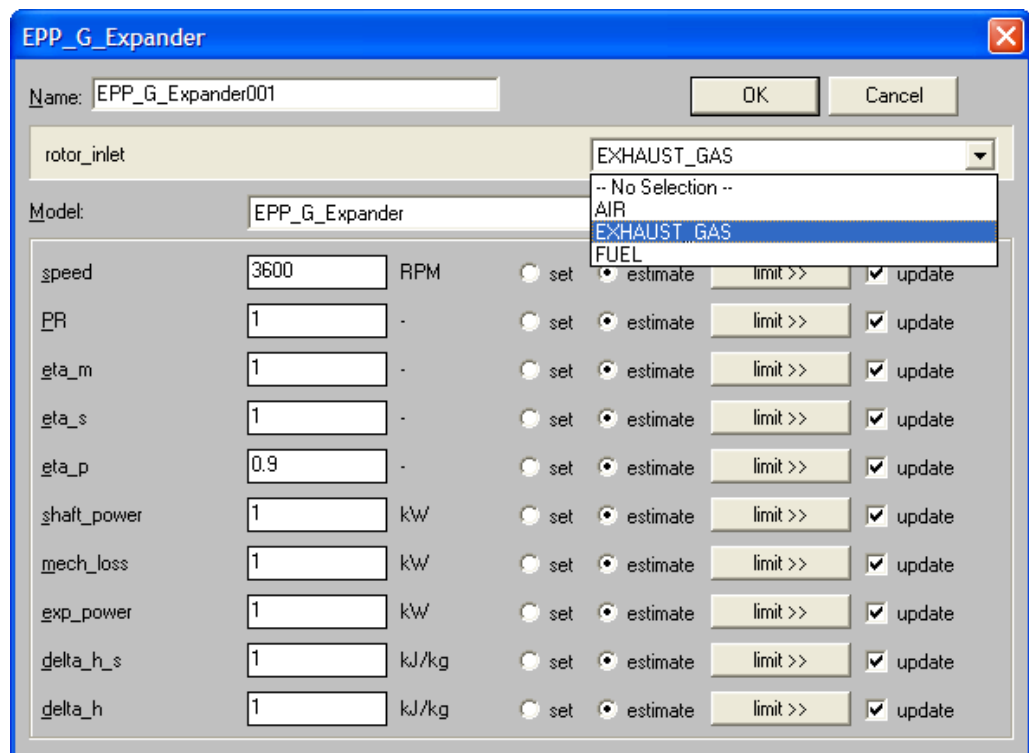 EPP_G_Expander
Name: EPP_G_Expander001 OK Cancel
rotor_inlet EXHAUST_GAS
-- No Selection --
AIR
Model: EPP_G_Expander
EXHAUST_GAS
FUEL
speed 3600 RPM set estimate limit >> update
PR 1 - set estimate limit >> update
eta_m 1 - set estimate limit >> update
eta_s 1 - set estimate limit >> update
eta_p 0.9 - set estimate limit >> update
shaft_power 1 kW set estimate limit >> update
mech_loss 1 kW set estimate limit >> update
exp_power 1 kW set estimate limit >> update
delta_h_s 1 kJ/kg set estimate limit >> update
delta_h 1 kJ/kg set estimate limit >> update